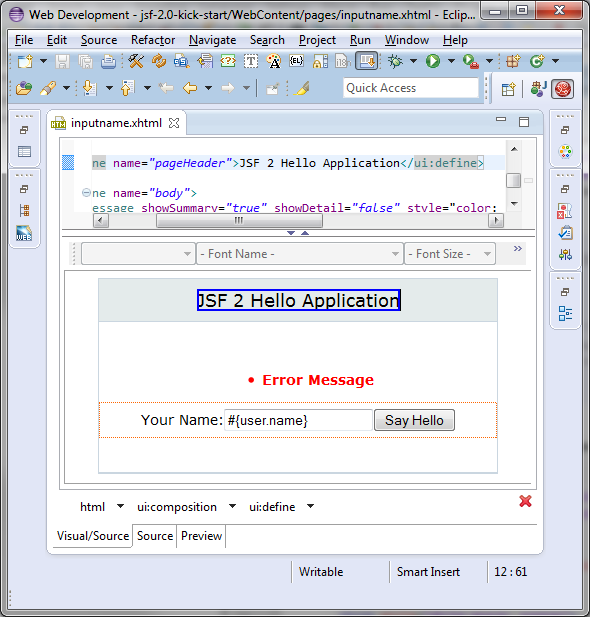 Web Development - jsf-2.0-kick-start/WebContent/pages/inputname.xhtml - Eclip...
File Edit Source Refactor Navigate Search Project Run Window Help
Quick Access
inputname.xhtml
ne name="pageHeader">JSF 2 Hello Application</ui:define>
ne name="body">
essage showSummary="true" showDetail="false" style="color:
- Font Name - - Font Size -
JSF 2 Hello Application
• Error Message
Your Name: #{user.name} Say Hello
html ui:composition ui:define
Visual/Source Source Preview
Writable Smart Insert 12 : 61